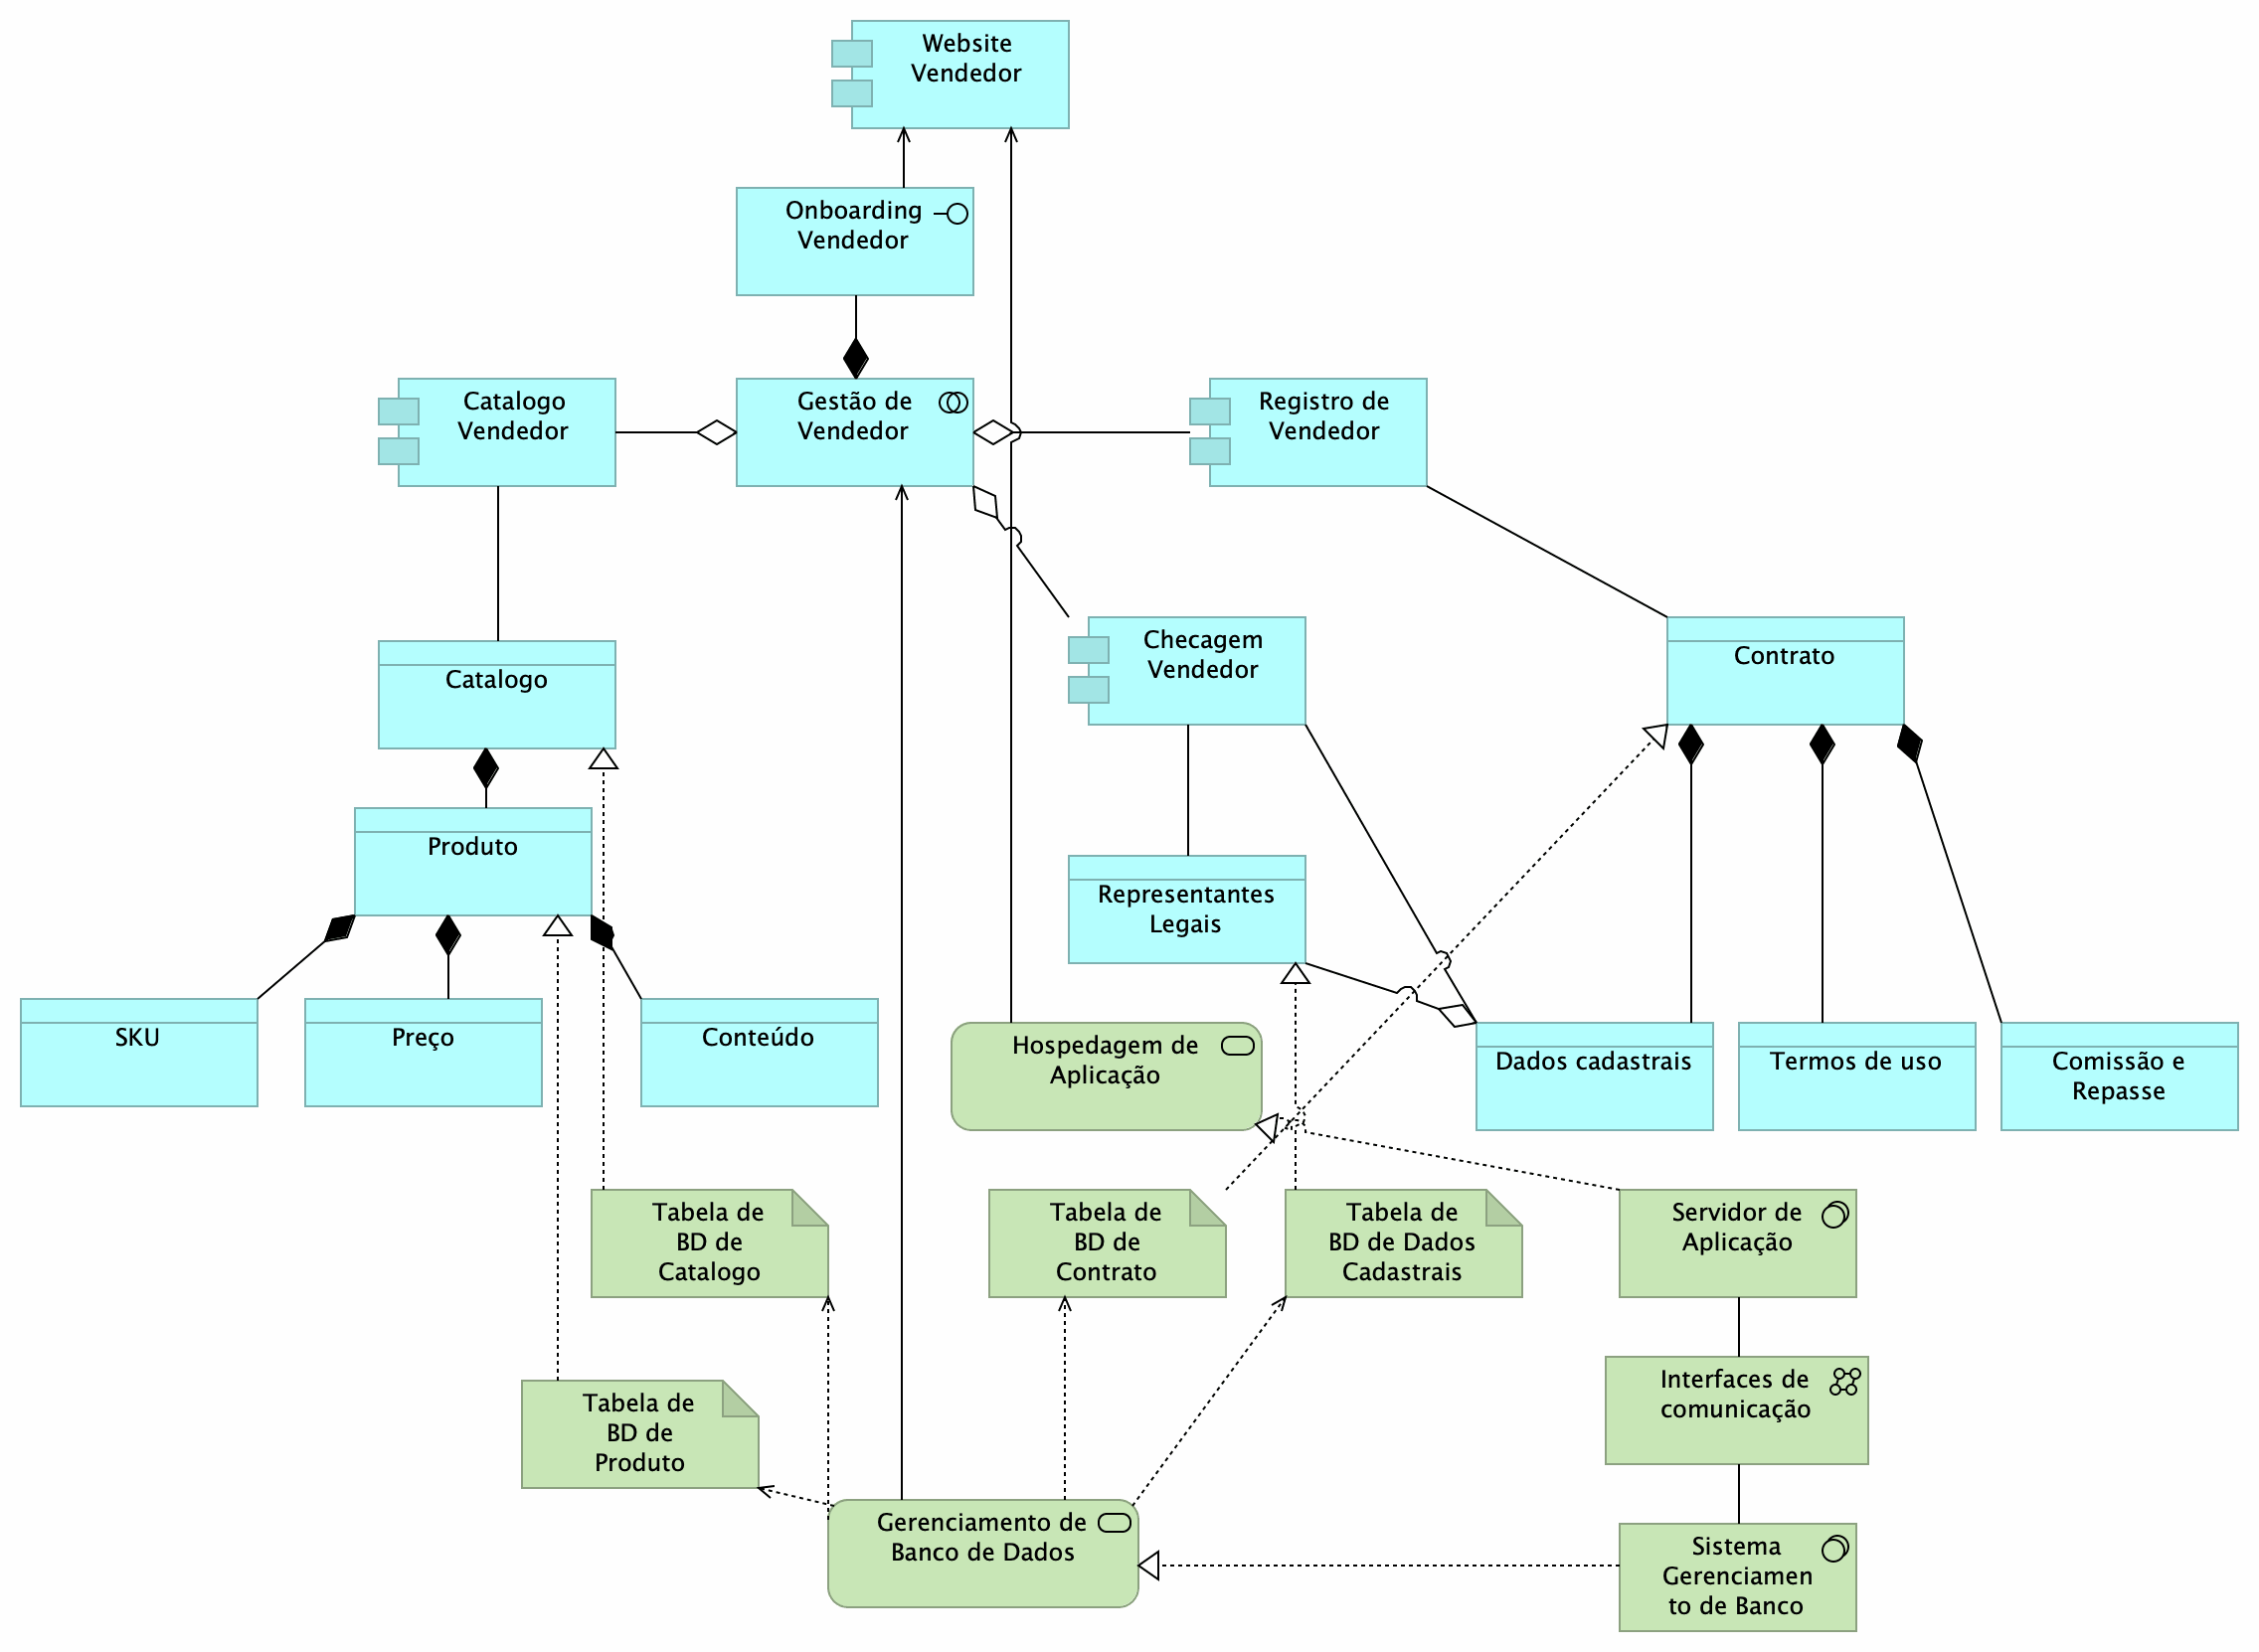 Website
Vendedor
Onboarding
Vendedor
Catalogo
Vendedor
Gestão de
Vendedor
Registro de
Vendedor
Catalogo
Checagem
Vendedor
Contrato
Produto
Representantes
Legais
SKU
Preço
Conteúdo
Hospedagem de
Aplicação
Dados cadastrais
Termos de uso
Comissão e
Repasse
Tabela de
BD de
Catalogo
Tabela de
BD de
Contrato
Tabela de
BD de Dados
Cadastrais
Servidor de
Aplicação
Tabela de
BD de
Produto
Interfaces de
comunicação
Gerenciamento de
Banco de Dados
Sistema
Gerenciamen
to de Banco